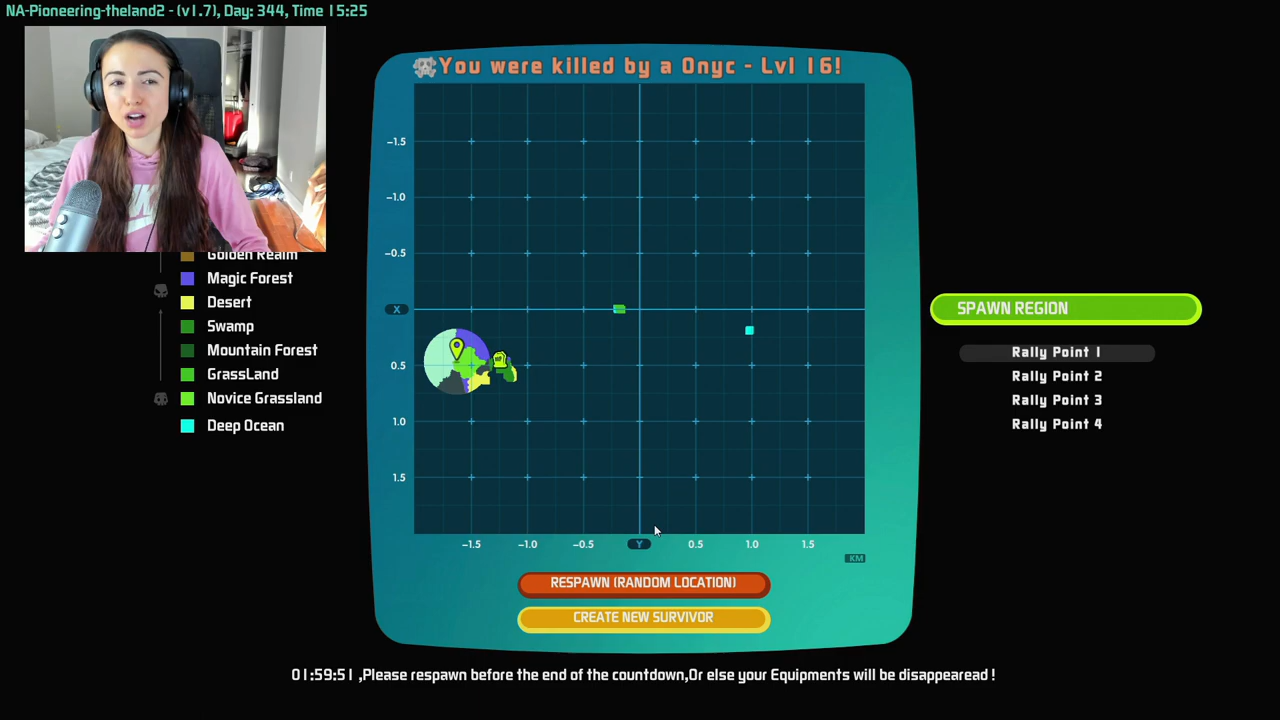 NA-Pioneering-theland2 - (v1.7), Day: 344, Time 15:25
You were killed by a Onyc - Lvl 16!
-1.5
-1.0
-0.5
X
0.5
1.0
1.5
-1.5
-1.0
-0.5
Y
0.5
1.0
1.5
KM
Golden Realm
Magic Forest
Desert
Swamp
Mountain Forest
GrassLand
Novice Grassland
Deep Ocean
SPAWN REGION
Rally Point 1
Rally Point 2
Rally Point 3
Rally Point 4
RESPAWN (RANDOM LOCATION)
CREATE NEW SURVIVOR
01:59:51 ,Please respawn before the end of the countdown,Or else your Equipments will be disappearead !